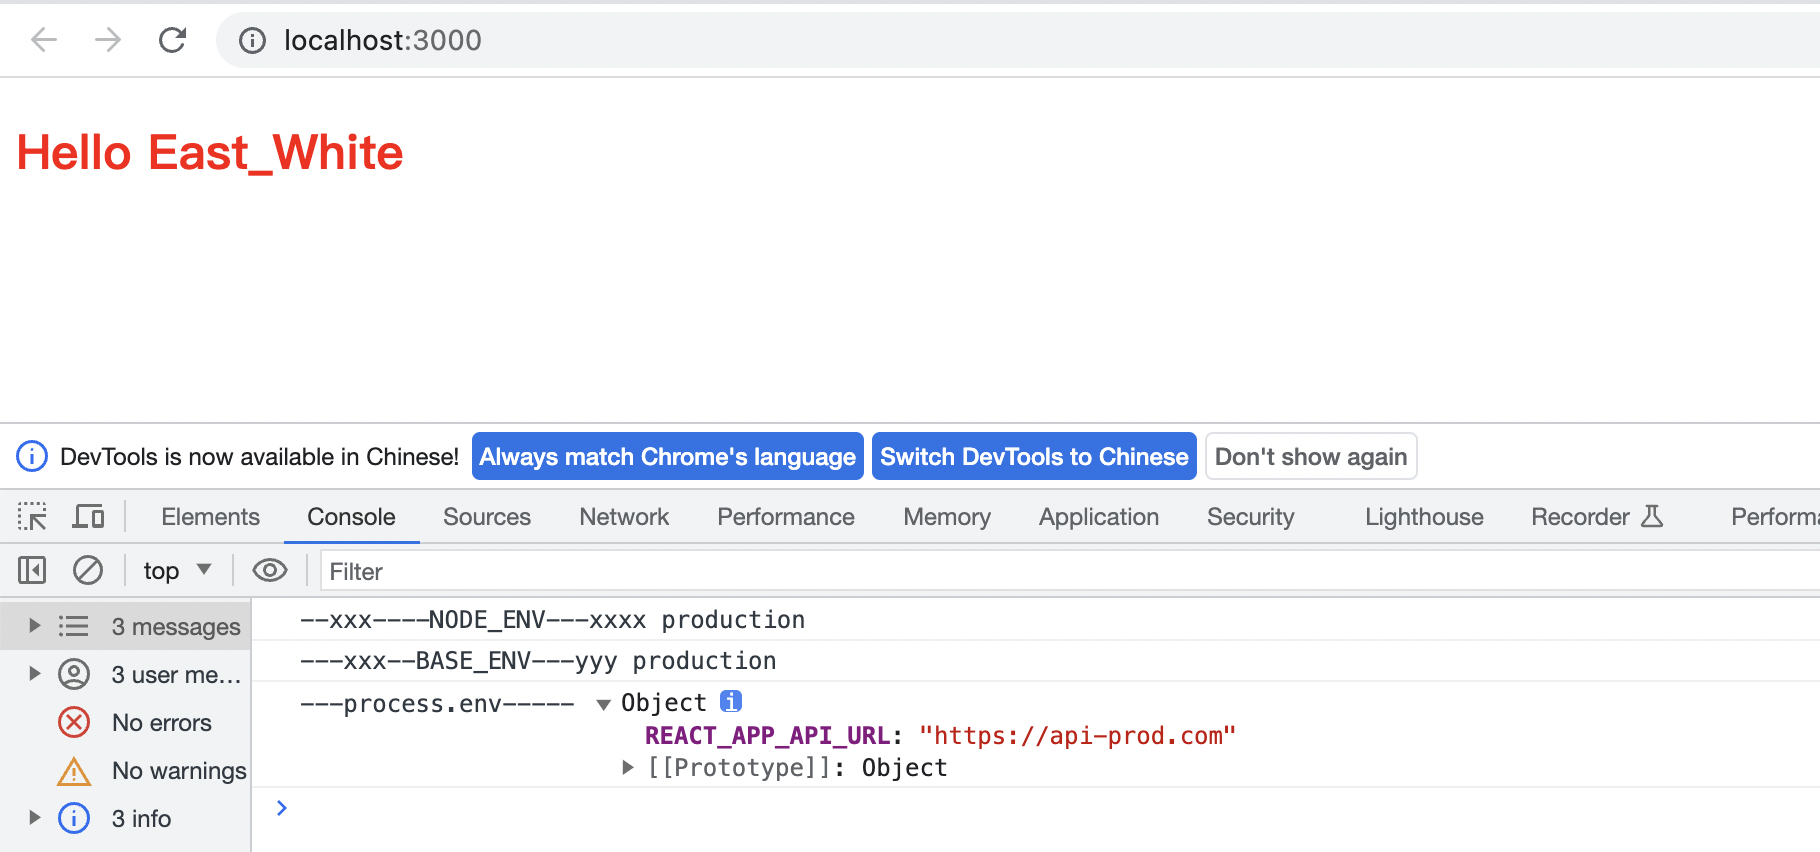 localhost:3000
Hello East_White
DevTools is now available in Chinese! Always match Chrome's language Switch DevTools to Chinese Don't show again
Elements Console Sources Network Performance Memory Application Security Lighthouse Recorder Performa
top Filter
3 messages
3 user me…
No errors
No warnings
3 info
--xxx----NODE_ENV---xxxx production
---xxx--BASE_ENV---yyy production
---process.env----- Object i
REACT_APP_API_URL: "https://api-prod.com"
[[Prototype]]: Object